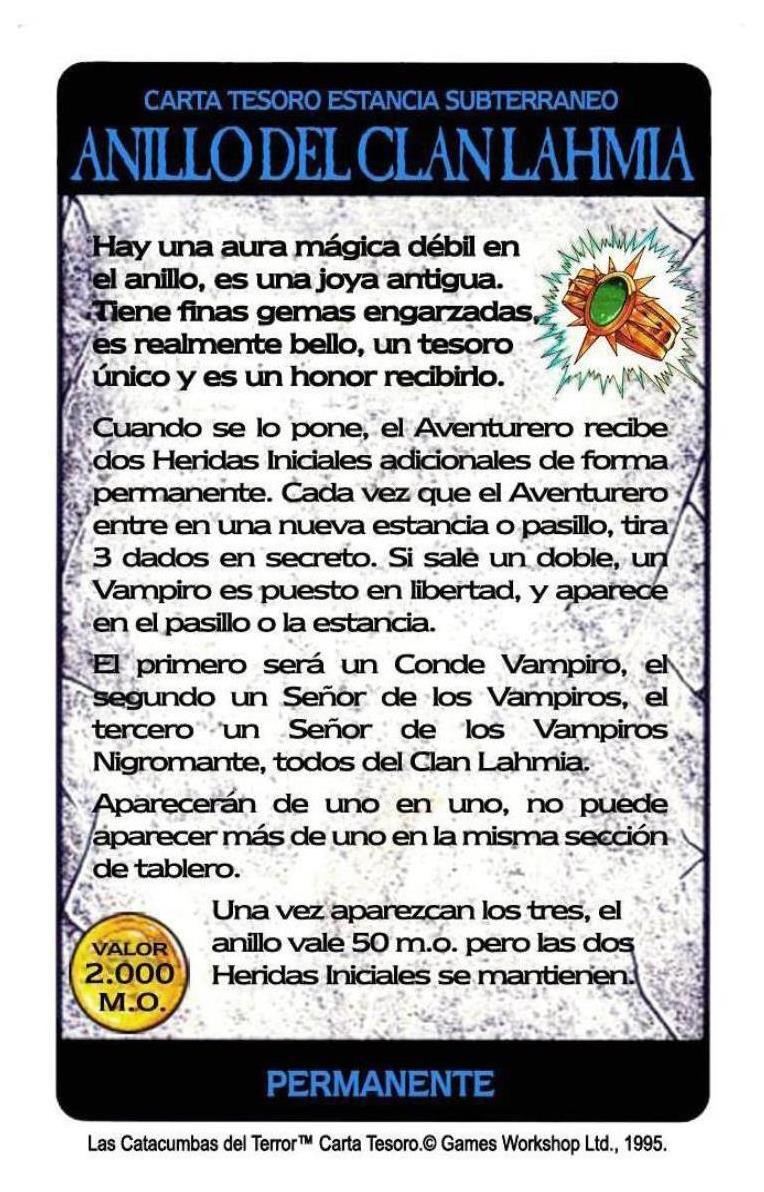 CARTA TESORO ESTANCIA SUBTERRANEO
ANILLO DEL CLAN LAHMIA
Hay una aura mágica débil en
el anillo, es una joya antigua.
Tiene finas gemas engarzadas,
es realmente bello, un tesoro
único y es un honor recibirlo.
Cuando se lo pone, el Aventurero recibe
dos Heridas Iniciales adicionales de forma
permanente. Cada vez que el Aventurero
entre en una nueva estancia o pasillo, tira
3 dados en secreto. Si sale un doble, un
Vampiro es puesto en libertad, y aparece
en el pasillo o la estancia.
El primero será un Conde Vampiro, el
segundo un Señor de los Vampiros, el
tercero un Señor de los Vampiros
Nigromante, todos del Clan Lahmia.
Aparecerán de uno en uno, no puede
aparecer más de uno en la misma sección
de tablero.
Una vez aparezcan los tres, el
anillo vale 50 m.o. pero las dos
Heridas Iniciales se mantienen.
VALOR
2.000
M.O.
PERMANENTE
Las Catacumbas del Terror™ Carta Tesoro.© Games Workshop Ltd., 1995.